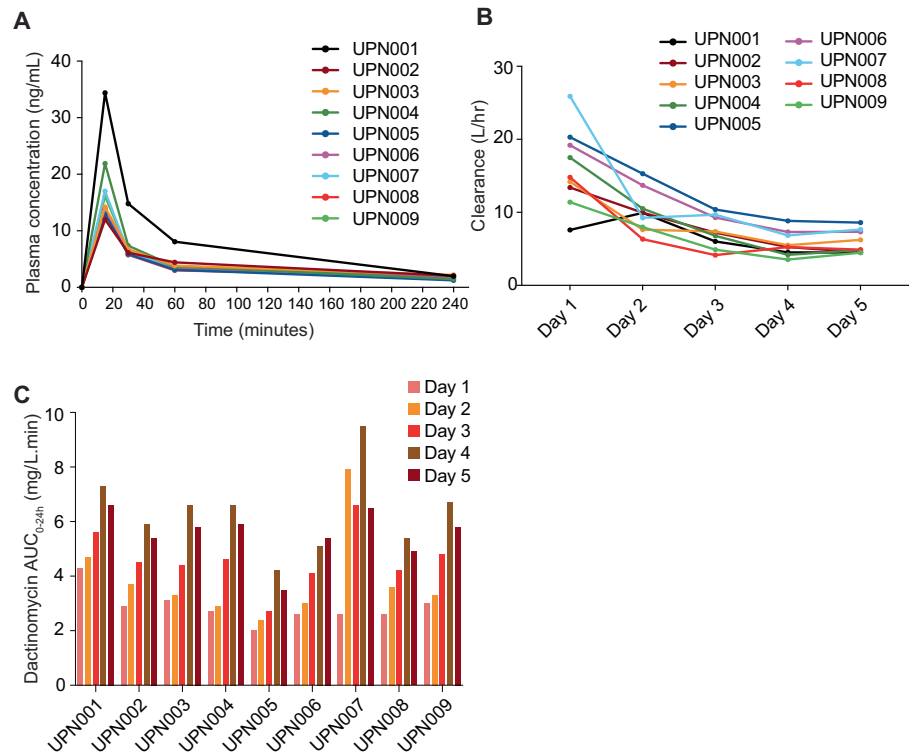 A
Plasma concentration (ng/mL)
40
30
20
10
0
0 20 40 60 80 100 120 140 160 180 200 220 240
Time (minutes)
UPN001
UPN002
UPN003
UPN004
UPN005
UPN006
UPN007
UPN008
UPN009
B
Clearance (L/hr)
30
20
10
0
Day 1 Day 2 Day 3 Day 4 Day 5
UPN001
UPN002
UPN003
UPN004
UPN005
UPN006
UPN007
UPN008
UPN009
C
Dactinomycin AUC0-24h (mg/L.min)
10
8
6
4
2
0
UPN001 UPN002 UPN003 UPN004 UPN005 UPN006 UPN007 UPN008 UPN009
Day 1
Day 2
Day 3
Day 4
Day 5